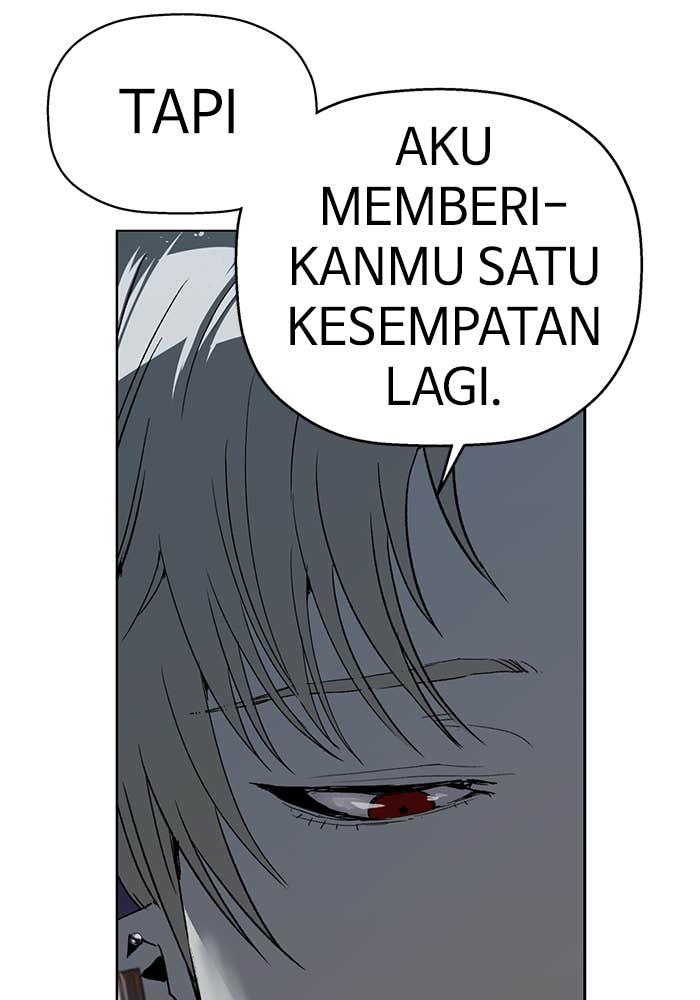 TAPI
AKU
MEMBERI-
KANMU SATU
KESEMPATAN
LAGI.